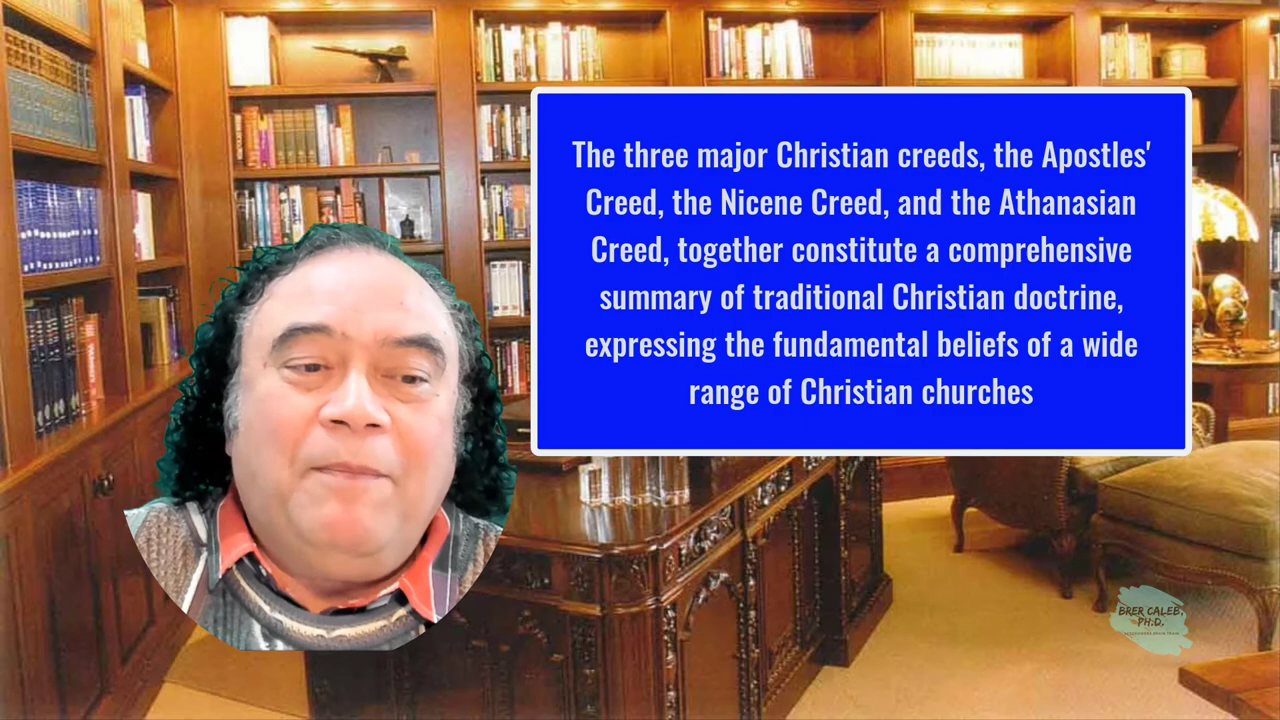 The three major Christian creeds, the Apostles'
Creed, the Nicene Creed, and the Athanasian
Creed, together constitute a comprehensive
summary of traditional Christian doctrine,
expressing the fundamental beliefs of a wide
range of Christian churches
BRER CALEB,
PH.D.